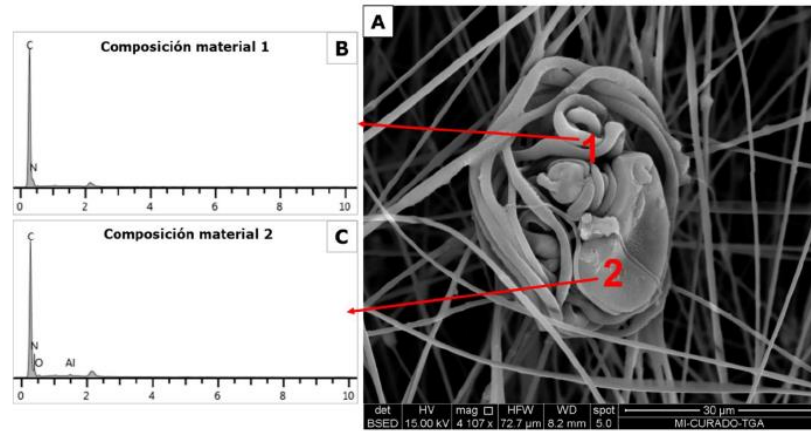 Composición material 1
B
C
N
0 2 4 6 8 10
Composición material 2
C
C
N
O
Al
0 2 4 6 8 10
A
1
2
det HV mag HFW WD spot 30 µm
BSED 15.00 kV 4 107 x 72.7 µm 8.2 mm 5.0 MI-CURADO-TGA